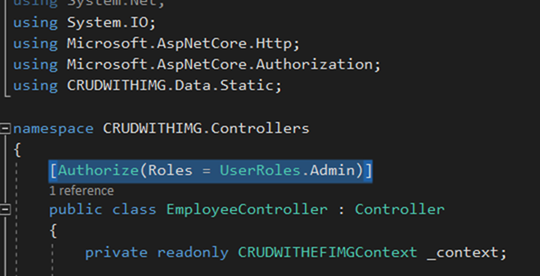 using System.Net;
using System.IO;
using Microsoft.AspNetCore.Http;
using Microsoft.AspNetCore.Authorization;
using CRUDWITHIMG.Data.Static;
namespace CRUDWITHIMG.Controllers
{
[Authorize(Roles = UserRoles.Admin)]
1 reference
public class EmployeeController : Controller
{
private readonly CRUDWITHEFIMGContext _context;